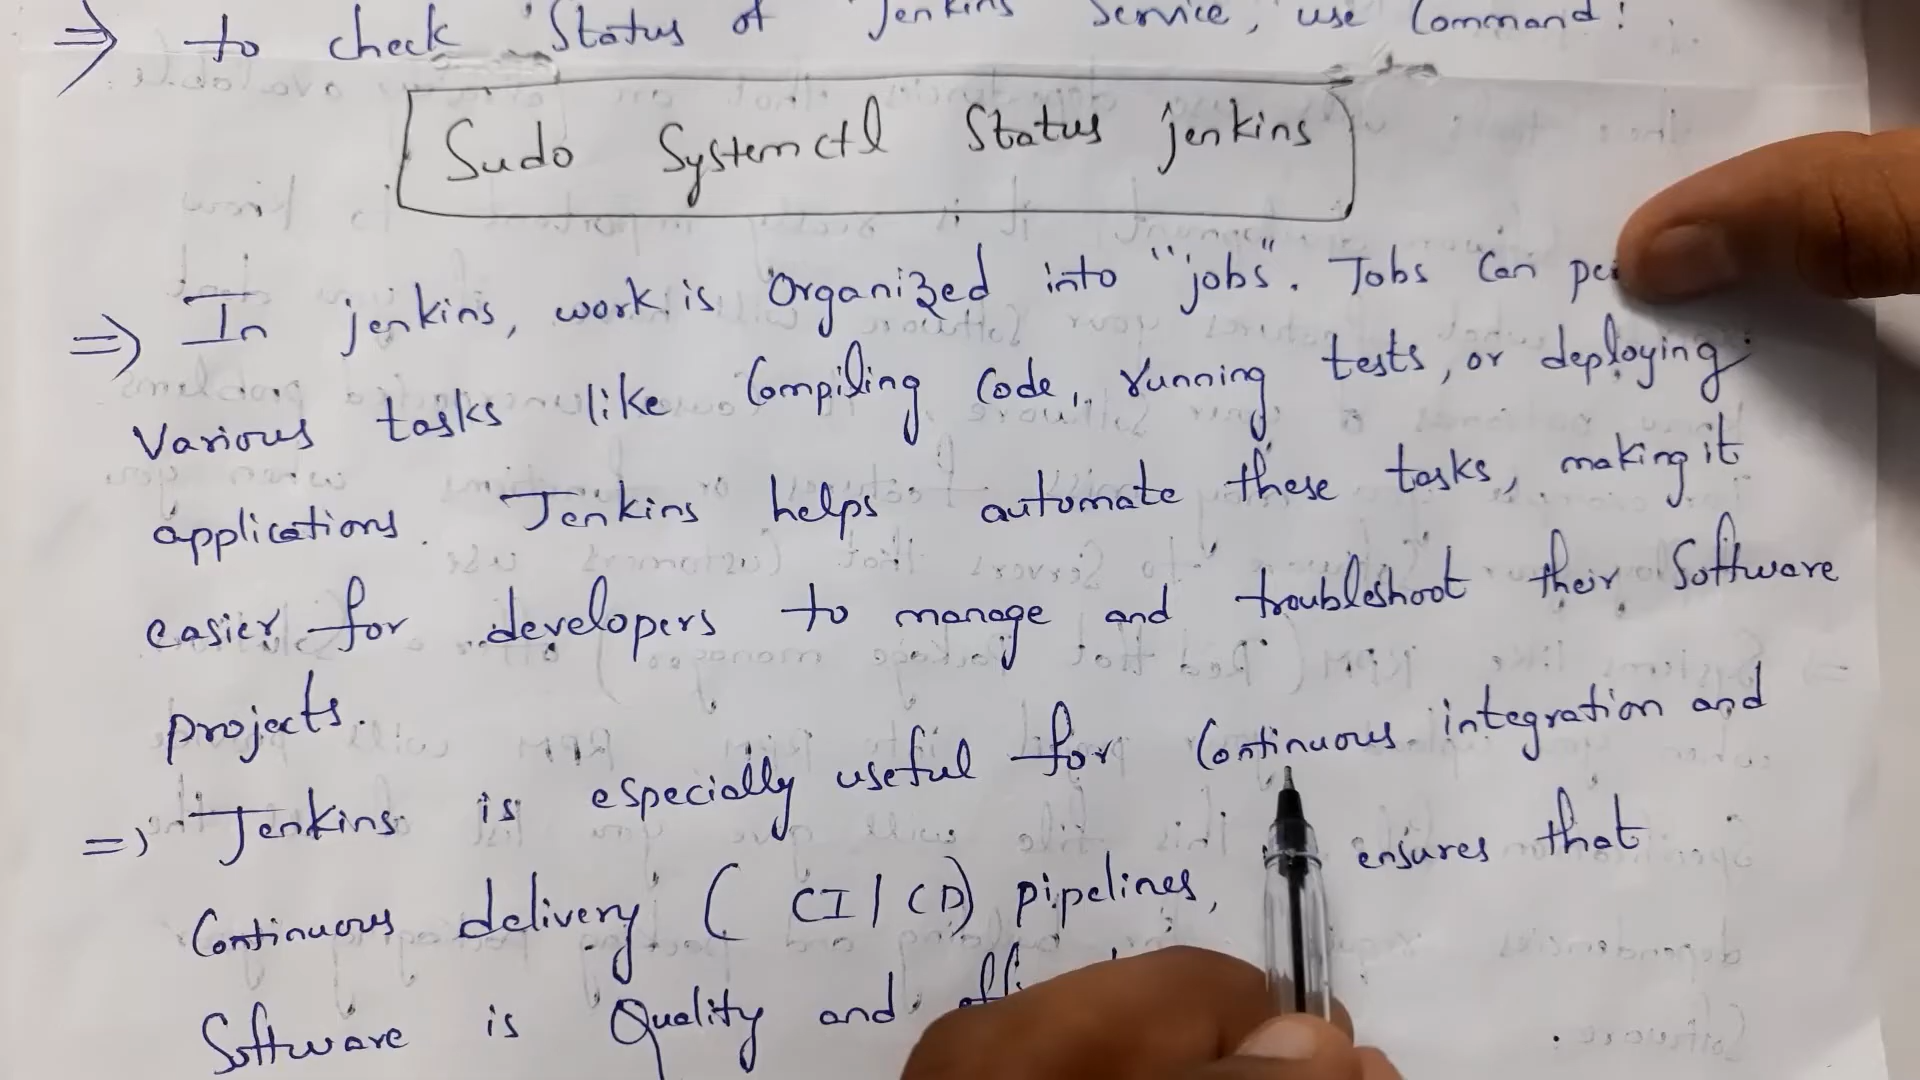 ⇒ to check Status of Jenkins Service, use Command:
Sudo Systemctl Status jenkins
⇒ In jenkins, work is Organized into "jobs". Jobs Can
Various tasks like Compiling Code, running tests, or deploying
applications. Jenkins helps automate these tasks, making it
easier for developers to manage and troubleshoot their Software
projects.
⇒ Jenkins is especially useful for Continuous integration and
Continuous delivery ( CI/CD) pipelines, ensures that
Software is Quality and